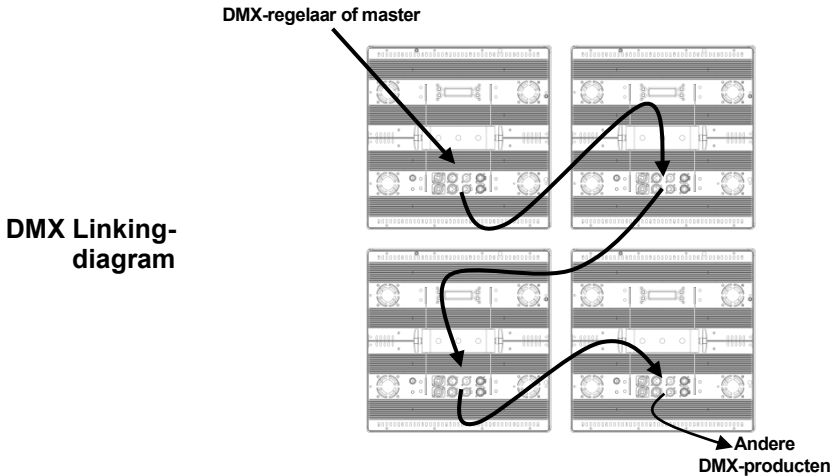 DMX-regelaar of master
DMX Linking-
diagram
Andere
DMX-producten